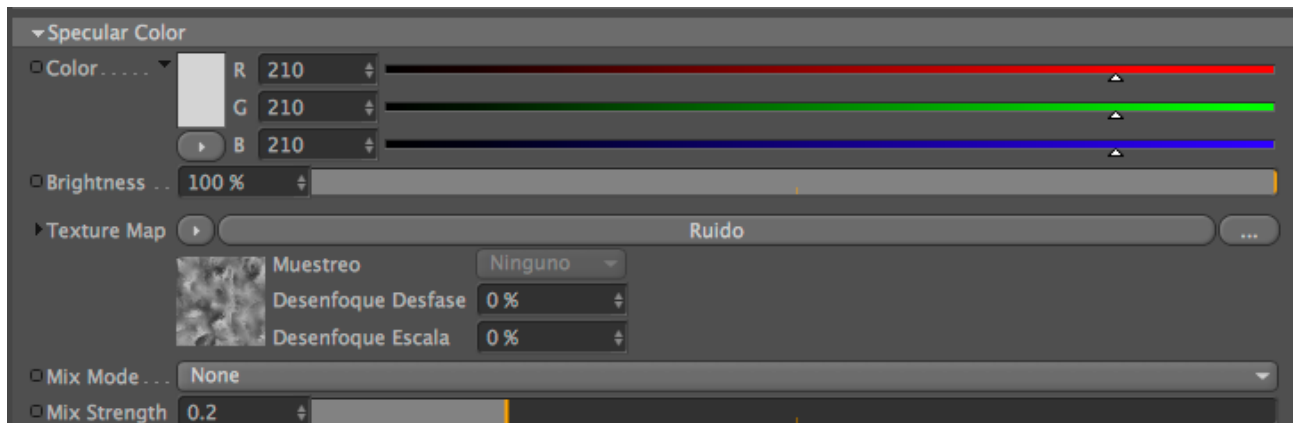 Specular Color
Color..... R 210
G 210
B 210
Brightness .. 100 %
Texture Map Ruido ...
Muestreo Ninguno
Desenfoque Desfase 0 %
Desenfoque Escala 0 %
Mix Mode... None
Mix Strength 0.2